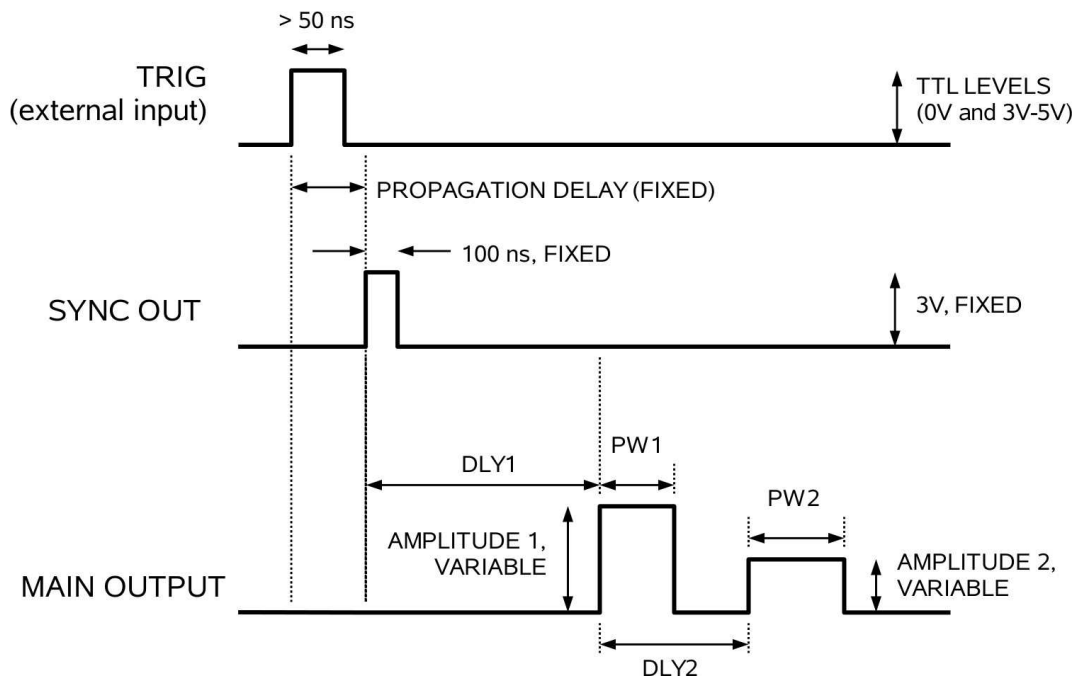 > 50 ns
TRIG
(external input)
TTL LEVELS
(0V and 3V-5V)
PROPAGATION DELAY (FIXED)
100 ns, FIXED
SYNC OUT
3V, FIXED
PW1
DLY1
PW2
AMPLITUDE 1,
VARIABLE
AMPLITUDE 2,
VARIABLE
MAIN OUTPUT
DLY2